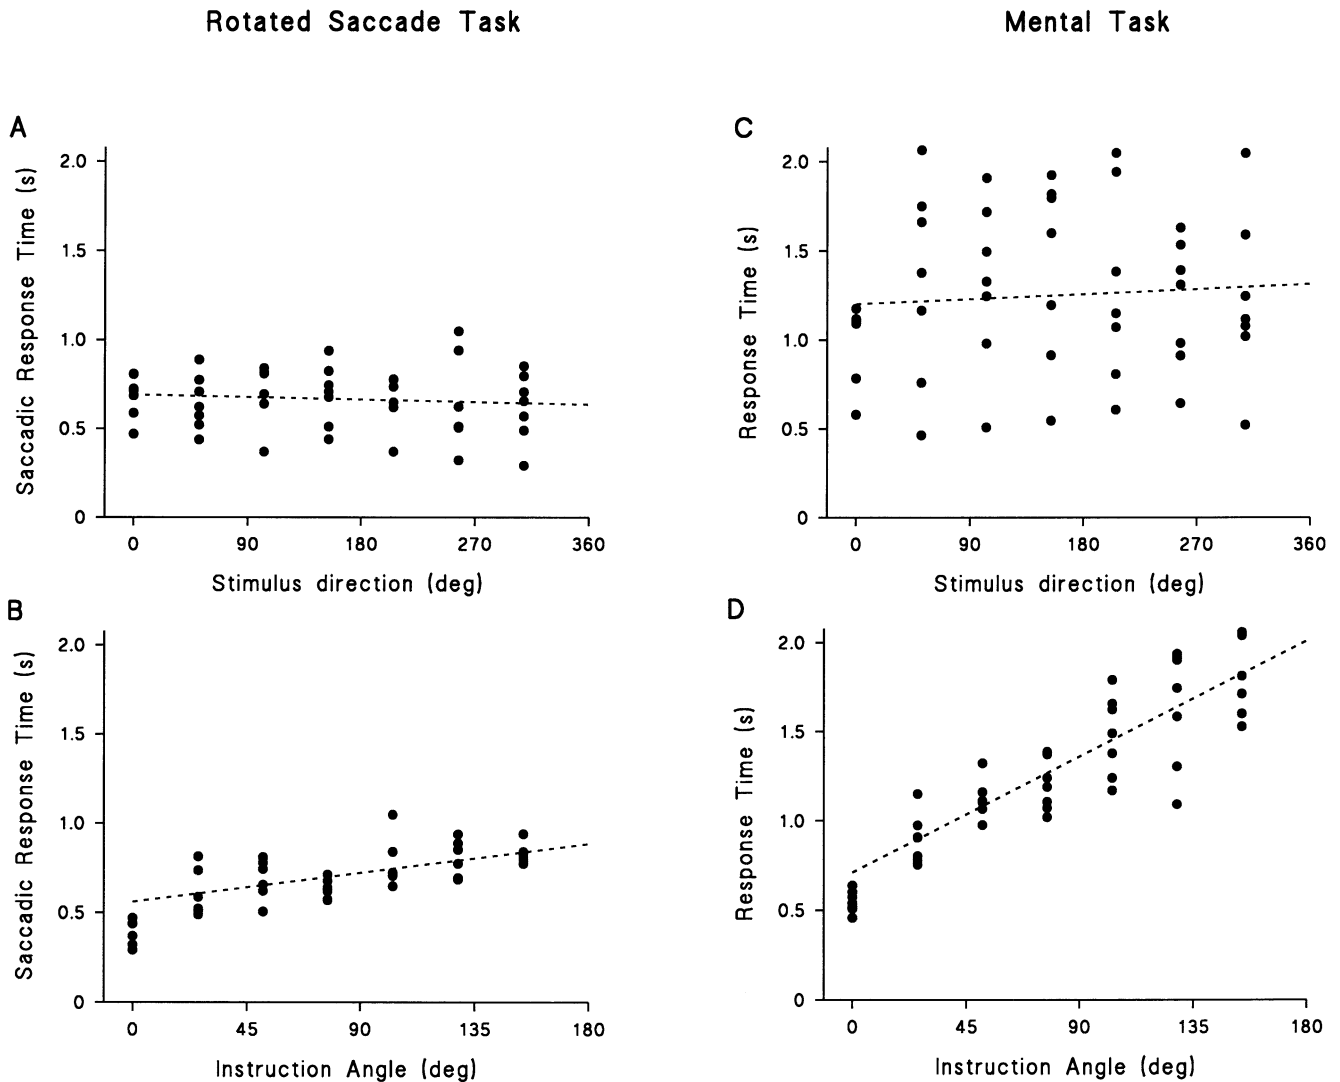 Rotated Saccade Task
Mental Task
A
Saccadic Response Time (s)
2.0
1.5
1.0
0.5
0
0 90 180 270 360
Stimulus direction (deg)
C
Response Time (s)
2.0
1.5
1.0
0.5
0
0 90 180 270 360
Stimulus direction (deg)
B
Saccadic Response Time (s)
2.0
1.5
1.0
0.5
0
0 45 90 135 180
Instruction Angle (deg)
D
Response Time (s)
2.0
1.5
1.0
0.5
0
0 45 90 135 180
Instruction Angle (deg)